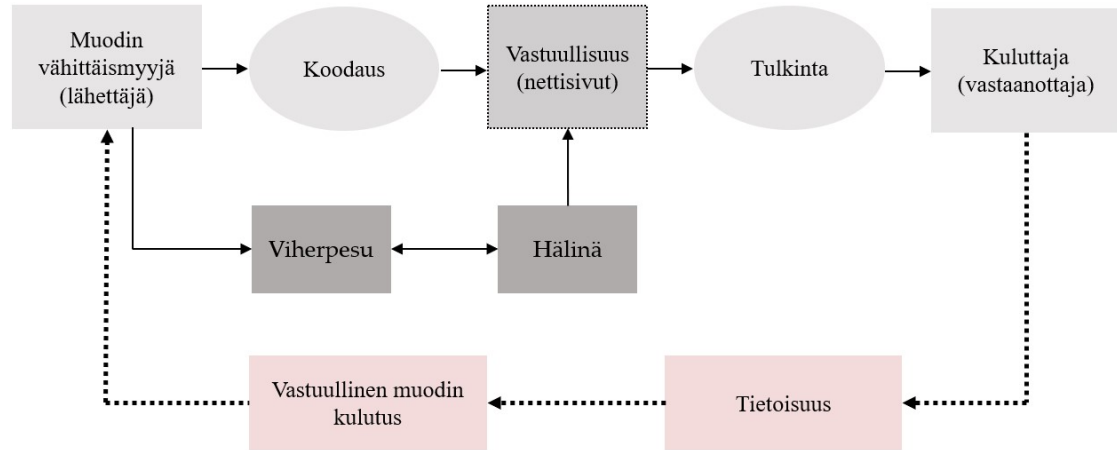 Muodin
vähittäismyyjä
(lähettäjä)
Koodaus
Vastuullisuus
(nettisivut)
Tulkinta
Kuluttaja
(vastaanottaja)
Viherpesu
Hälinä
Vastuullinen muodin
kulutus
Tietoisuus